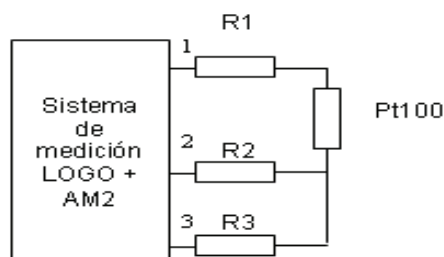 R1
1
Sistema
de
medición
LOGO +
AM2
Pt100
2
R2
3
R3